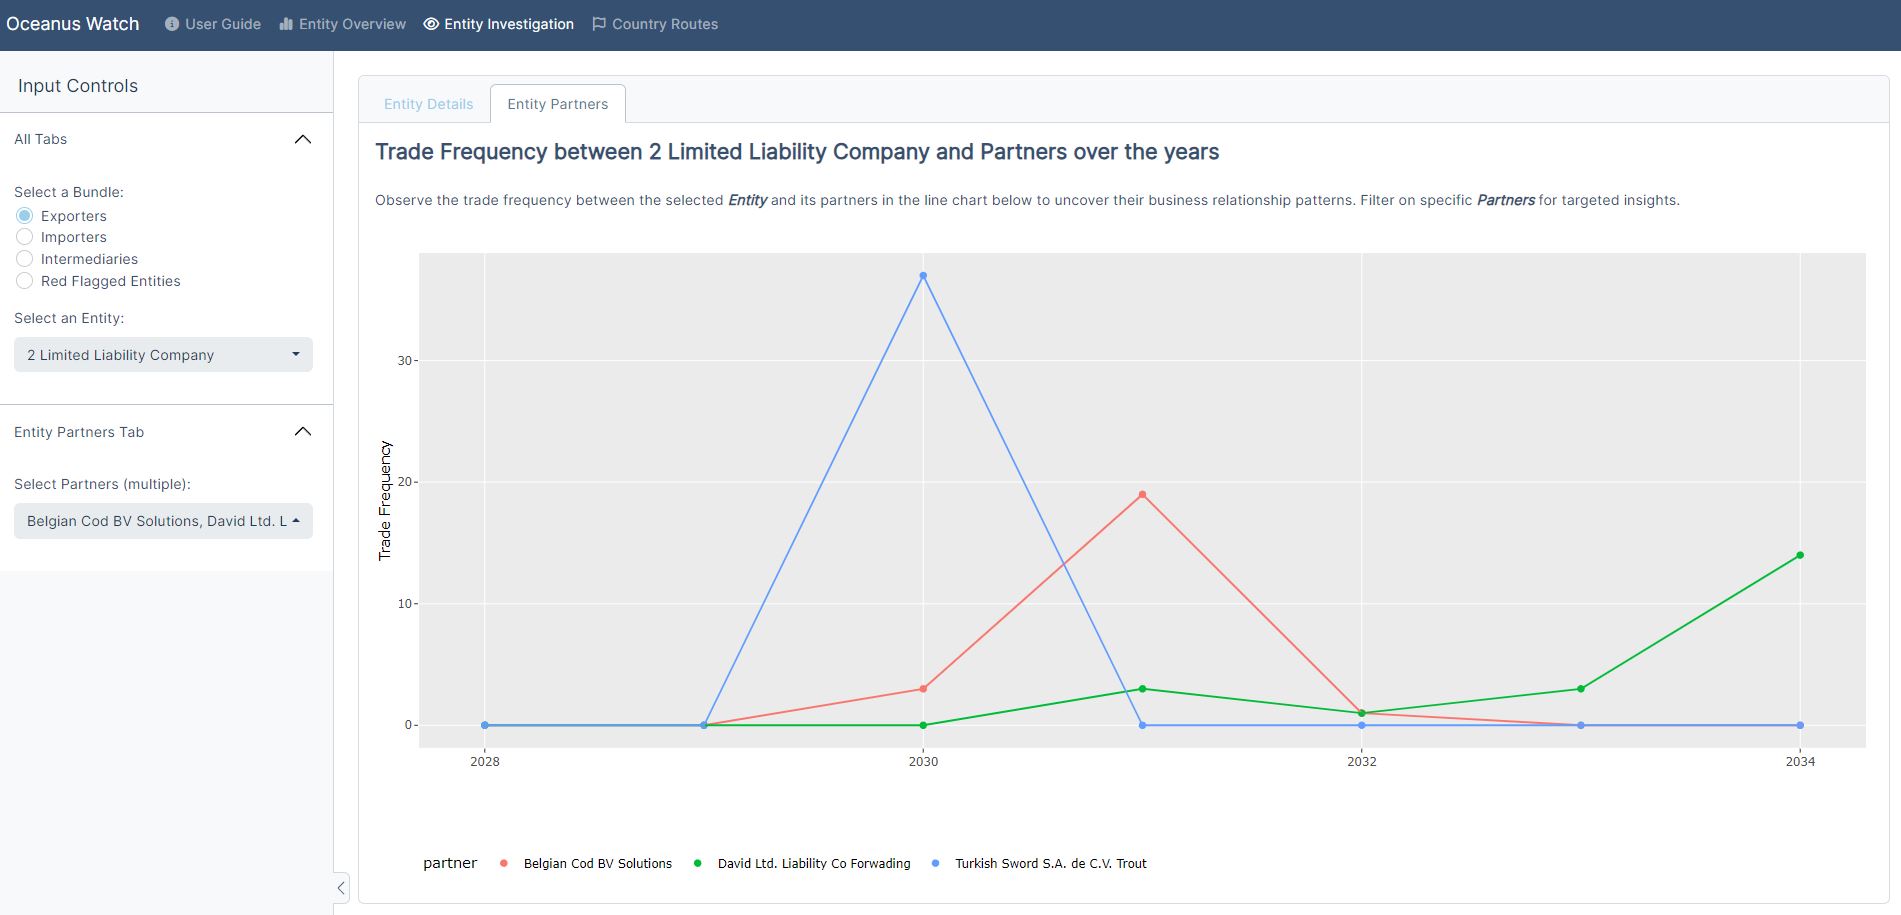 Oceanus Watch User Guide Entity Overview Entity Investigation Country Routes
Input Controls
All Tabs
Select a Bundle:
Exporters
Importers
Intermediaries
Red Flagged Entities
Select an Entity:
2 Limited Liability Company
Entity Partners Tab
Select Partners (multiple):
Belgian Cod BV Solutions, David Ltd. L
Entity Details Entity Partners
Trade Frequency between 2 Limited Liability Company and Partners over the years
Observe the trade frequency between the selected Entity and its partners in the line chart below to uncover their business relationship patterns. Filter on specific Partners for targeted insights.
Trade Frequency
30
20
10
0
2028 2030 2032 2034
partner Belgian Cod BV Solutions David Ltd. Liability Co Forwading Turkish Sword S.A. de C.V. Trout